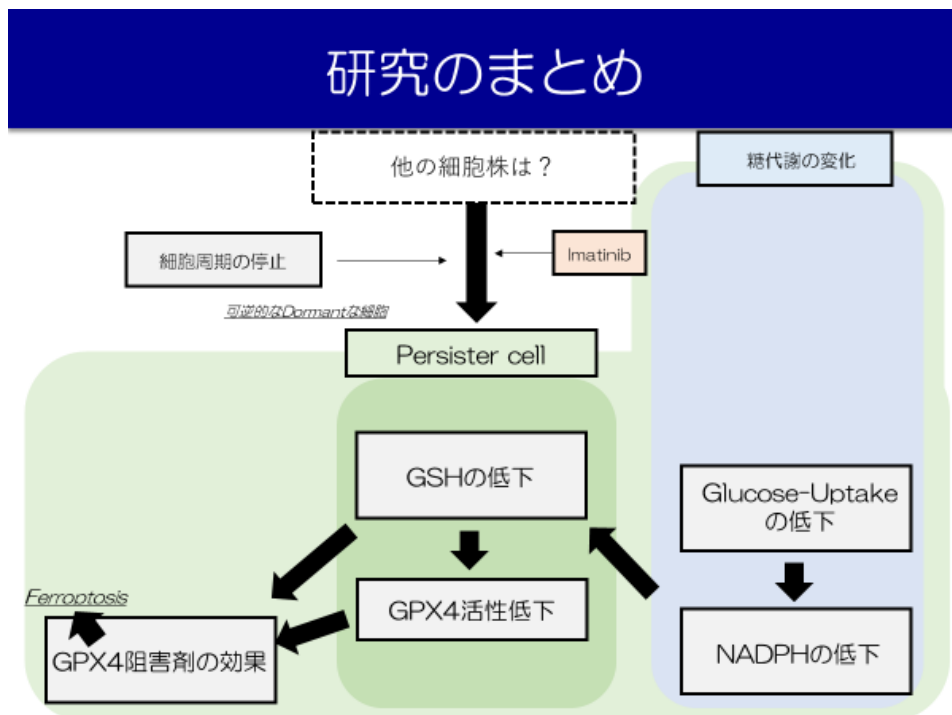 研究のまとめ
他の細胞株は？
糖代謝の変化
細胞周期の停止
Imatinib
可逆的なDormantな細胞
Persister cell
GSHの低下
Glucose-Uptake
の低下
Ferroptosis
GPX4活性低下
GPX4阻害剤の効果
NADPHの低下